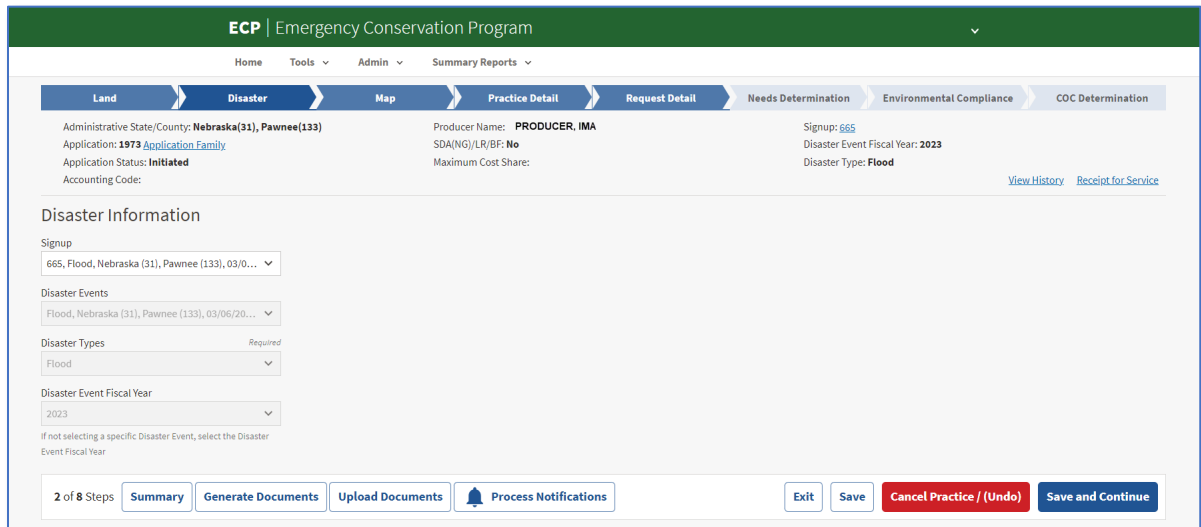 ECP | Emergency Conservation Program
Home Tools Admin Summary Reports
Land Disaster Map Practice Detail Request Detail Needs Determination Environmental Compliance COC Determination
Administrative State/County: Nebraska(31), Pawnee(133) Producer Name: PRODUCER, IMA Signup: 665
Application: 1973 Application Family SDA(NG)/LR/BF: No Disaster Event Fiscal Year: 2023
Application Status: Initiated Maximum Cost Share: Disaster Type: Flood
Accounting Code: View History Receipt for Service
Disaster Information
Signup
665, Flood, Nebraska (31), Pawnee (133), 03/0...
Disaster Events
Flood, Nebraska (31), Pawnee (133), 03/06/20...
Disaster Types Required
Flood
Disaster Event Fiscal Year
2023
If not selecting a specific Disaster Event, select the Disaster
Event Fiscal Year
2 of 8 Steps Summary Generate Documents Upload Documents Process Notifications Exit Save Cancel Practice / (Undo) Save and Continue